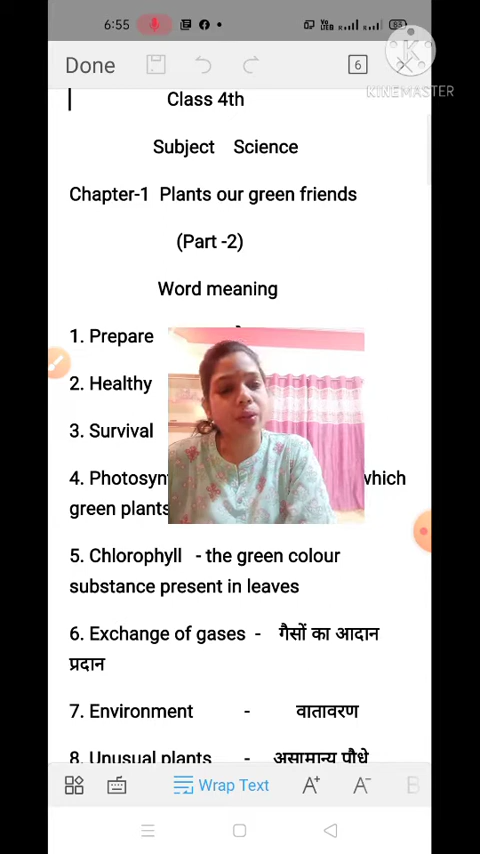 6:55
Vo
LTE
R
R
Done
6
KINEMASTER
Class 4th
Subject Science
Chapter-1 Plants our green friends
(Part -2)
Word meaning
1. Prepare
2. Healthy
3. Survival
4. Photosyn which
green plants
5. Chlorophyll - the green colour
substance present in leaves
6. Exchange of gases - गैसों का आदान
प्रदान
7. Environment - वातावरण
8. Unusual plants - असामान्य पौधे
Wrap Text
A+
A-
B